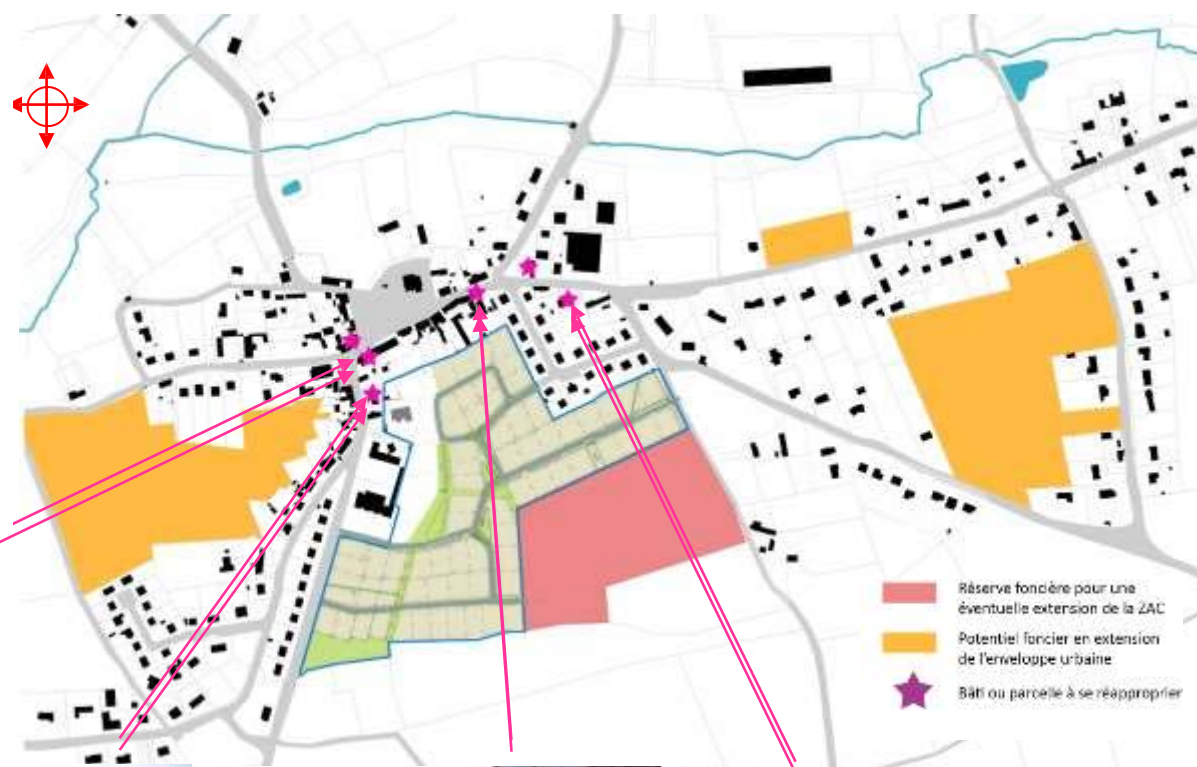 Réserve foncière pour une
éventuelle extension de la ZAC
Potentiel foncier en extension
de l'enveloppe urbaine
Bâti ou parcelle à se réapproprier